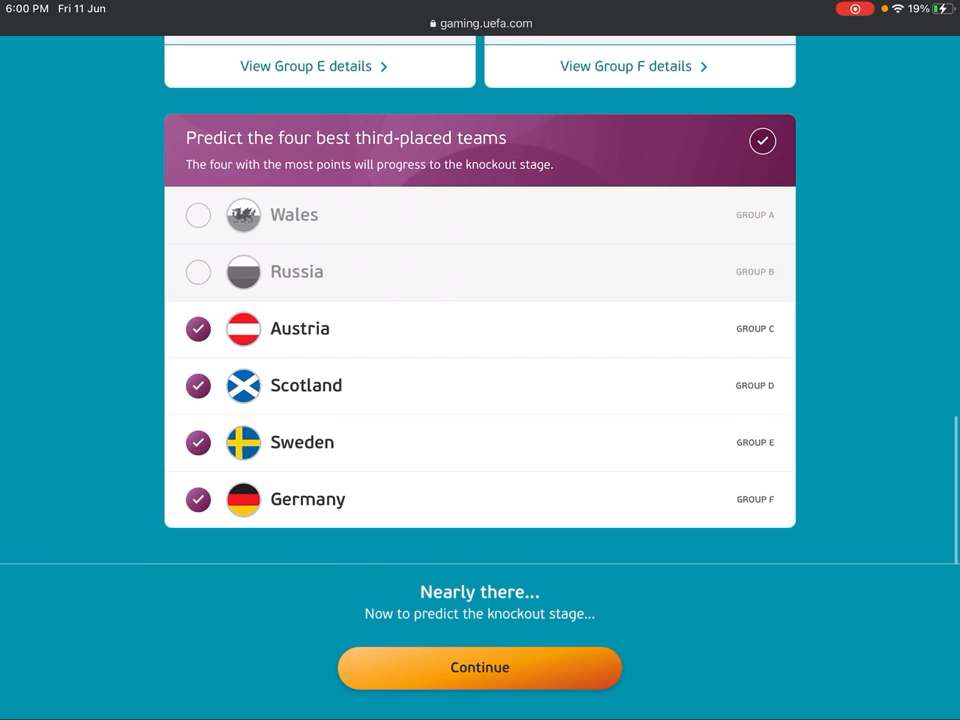 6:00 PM Fri 11 Jun
19%
gaming.uefa.com
View Group E details
View Group F details
Predict the four best third-placed teams
The four with the most points will progress to the knockout stage.
Wales GROUP A
Russia GROUP B
Austria GROUP C
Scotland GROUP D
Sweden GROUP E
Germany GROUP F
Nearly there...
Now to predict the knockout stage...
Continue